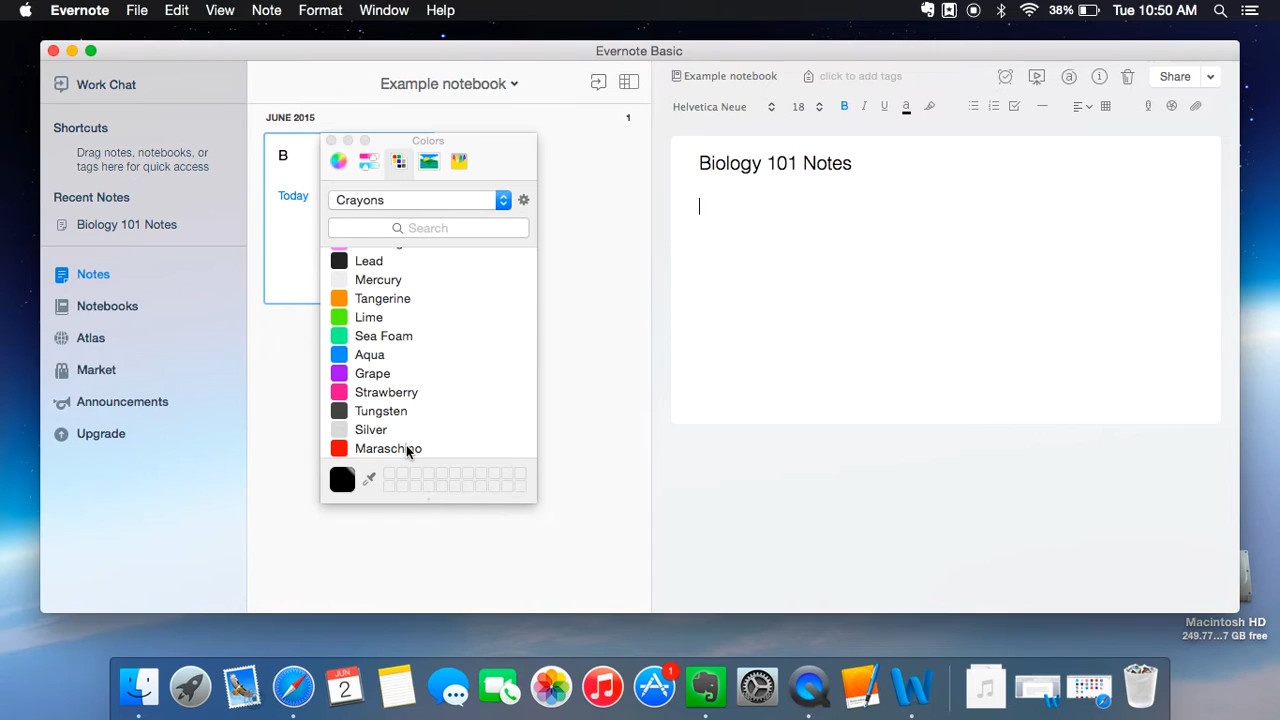 Evernote File Edit View Note Format Window Help 38% Tue 10:50 AM
Evernote Basic
Work Chat
Shortcuts
Drag notes, notebooks, or
tags here for quick access
Recent Notes
Biology 101 Notes
Notes
Notebooks
Atlas
Market
Announcements
Upgrade
Example notebook
JUNE 2015 1
B
Today
Colors
Crayons
Search
Lead
Mercury
Tangerine
Lime
Sea Foam
Aqua
Grape
Strawberry
Tungsten
Silver
Maraschino
Example notebook click to add tags Share
Helvetica Neue 18 B I U a
Biology 101 Notes
Macintosh HD
249.77...7 GB free
JUN
2
1